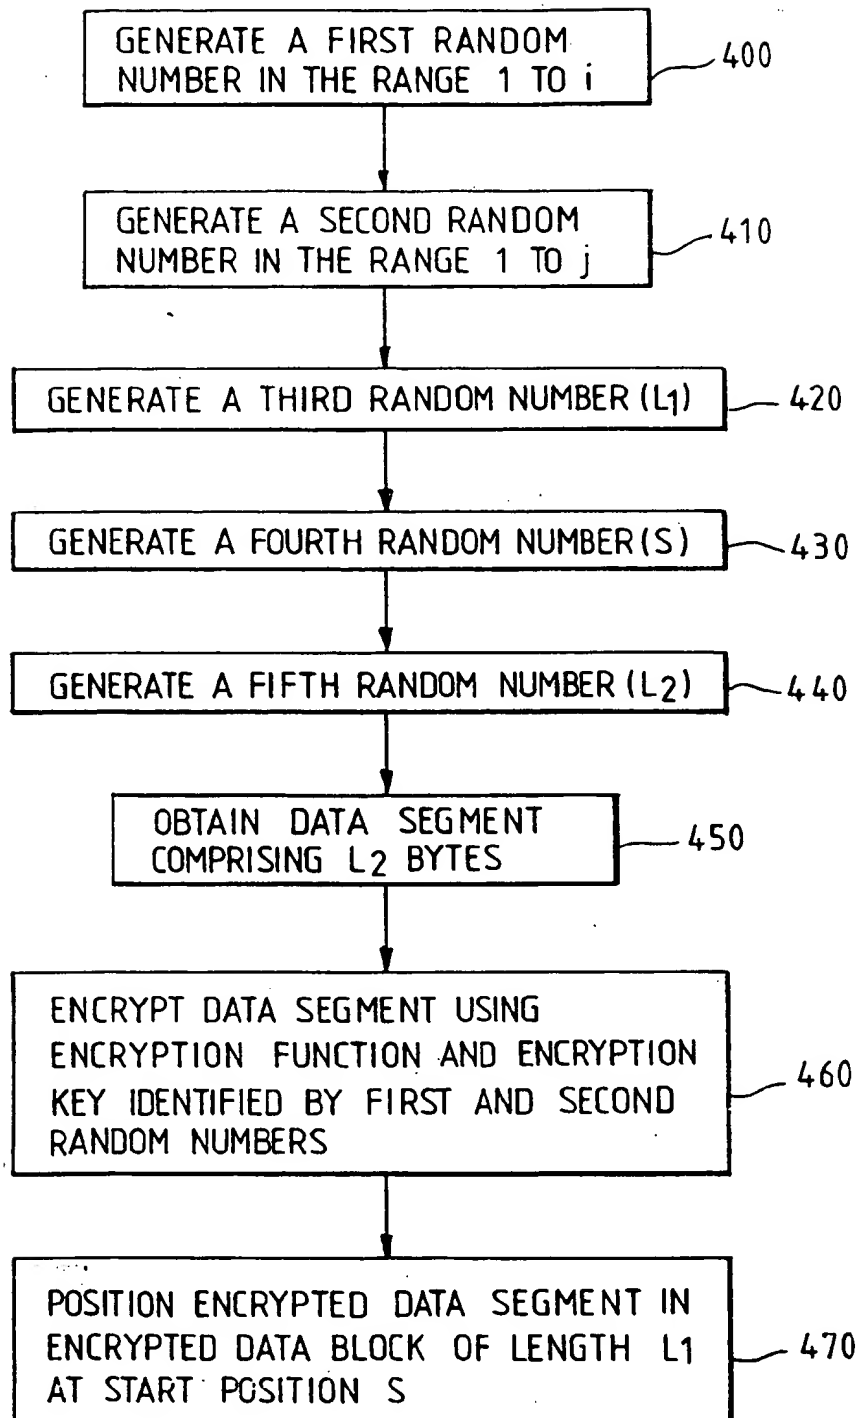 GENERATE A FIRST RANDOM
NUMBER IN THE RANGE 1 TO i
400
GENERATE A SECOND RANDOM
NUMBER IN THE RANGE 1 TO j
410
GENERATE A THIRD RANDOM NUMBER (L1)
420
GENERATE A FOURTH RANDOM NUMBER (S)
430
GENERATE A FIFTH RANDOM NUMBER (L2)
440
OBTAIN DATA SEGMENT
COMPRISING L2 BYTES
450
ENCRYPT DATA SEGMENT USING
ENCRYPTION FUNCTION AND ENCRYPTION
KEY IDENTIFIED BY FIRST AND SECOND
RANDOM NUMBERS
460
POSITION ENCRYPTED DATA SEGMENT IN
ENCRYPTED DATA BLOCK OF LENGTH L1
AT START POSITION S
470